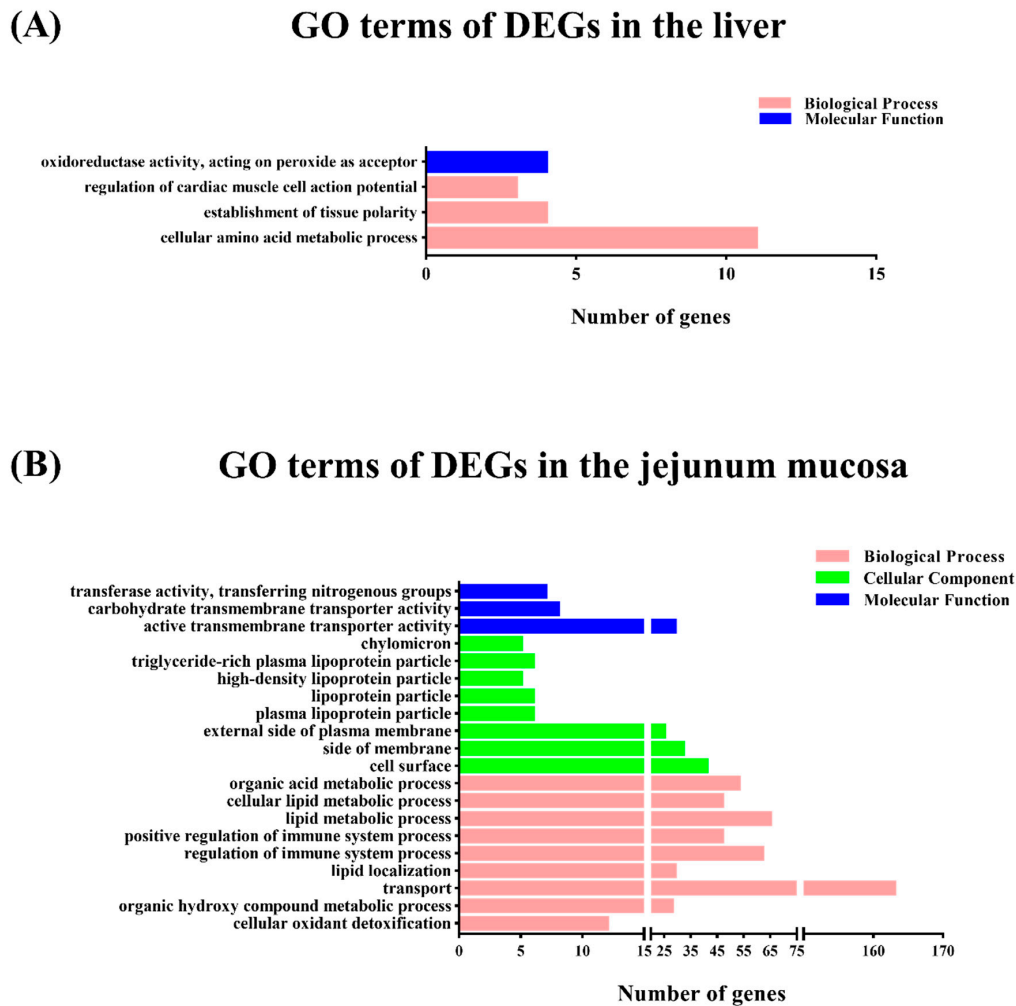 (A) GO terms of DEGs in the liver
Biological Process
Molecular Function
oxidoreductase activity, acting on peroxide as acceptor
regulation of cardiac muscle cell action potential
establishment of tissue polarity
cellular amino acid metabolic process
0 5 10 15
Number of genes
(B) GO terms of DEGs in the jejunum mucosa
Biological Process
Cellular Component
Molecular Function
transferase activity, transferring nitrogenous groups
carbohydrate transmembrane transporter activity
active transmembrane transporter activity
chylomicron
triglyceride-rich plasma lipoprotein particle
high-density lipoprotein particle
lipoprotein particle
plasma lipoprotein particle
external side of plasma membrane
side of membrane
cell surface
organic acid metabolic process
cellular lipid metabolic process
lipid metabolic process
positive regulation of immune system process
regulation of immune system process
lipid localization
transport
organic hydroxy compound metabolic process
cellular oxidant detoxification
0 5 10 15 25 35 45 55 65 75 160 170
Number of genes